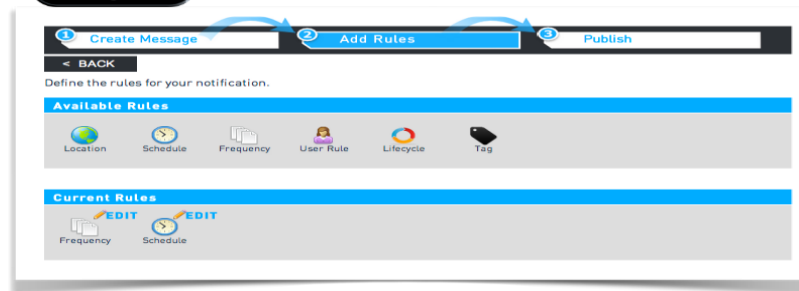 1 Create Message 2 Add Rules 3 Publish
< BACK
Define the rules for your notification.
Available Rules
Location Schedule Frequency User Rule Lifecycle Tag
Current Rules
EDIT EDIT
Frequency Schedule